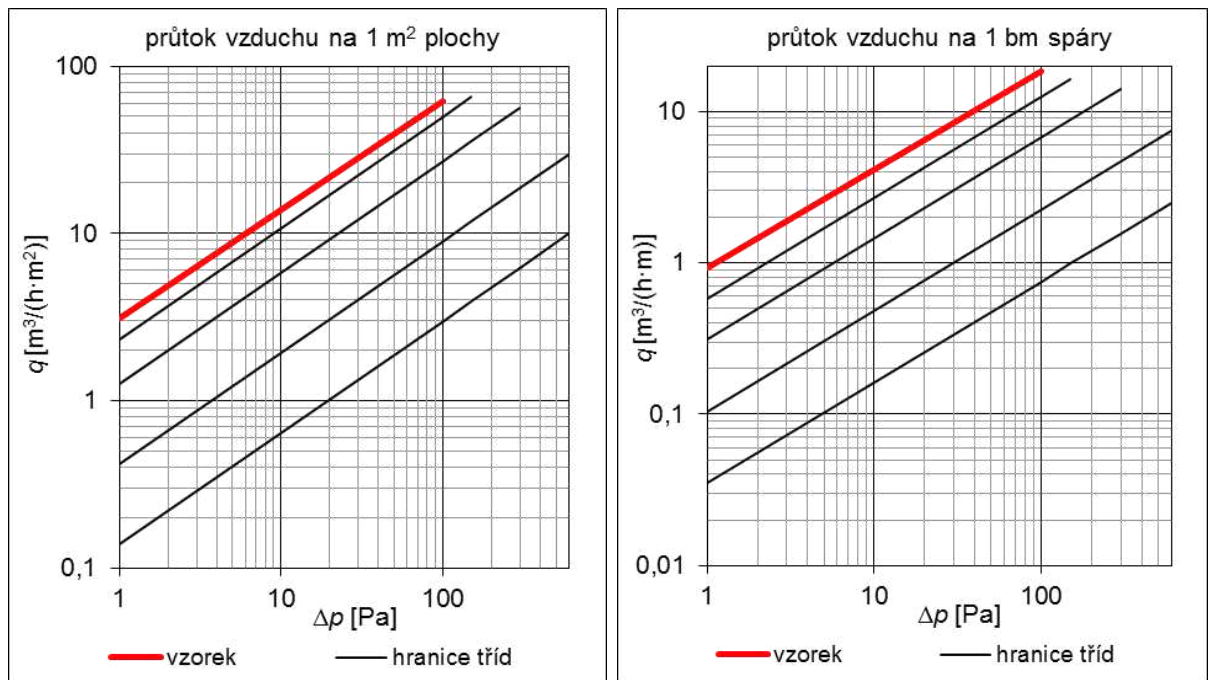 průtok vzduchu na 1 m² plochy
100
10
1
0,1
q [m³/(h·m²)]
1
10
100
Δp [Pa]
vzorek
hranice tříd
průtok vzduchu na 1 bm spáry
10
1
0,1
0,01
q [m³/(h·m)]
1
10
100
Δp [Pa]
vzorek
hranice tříd